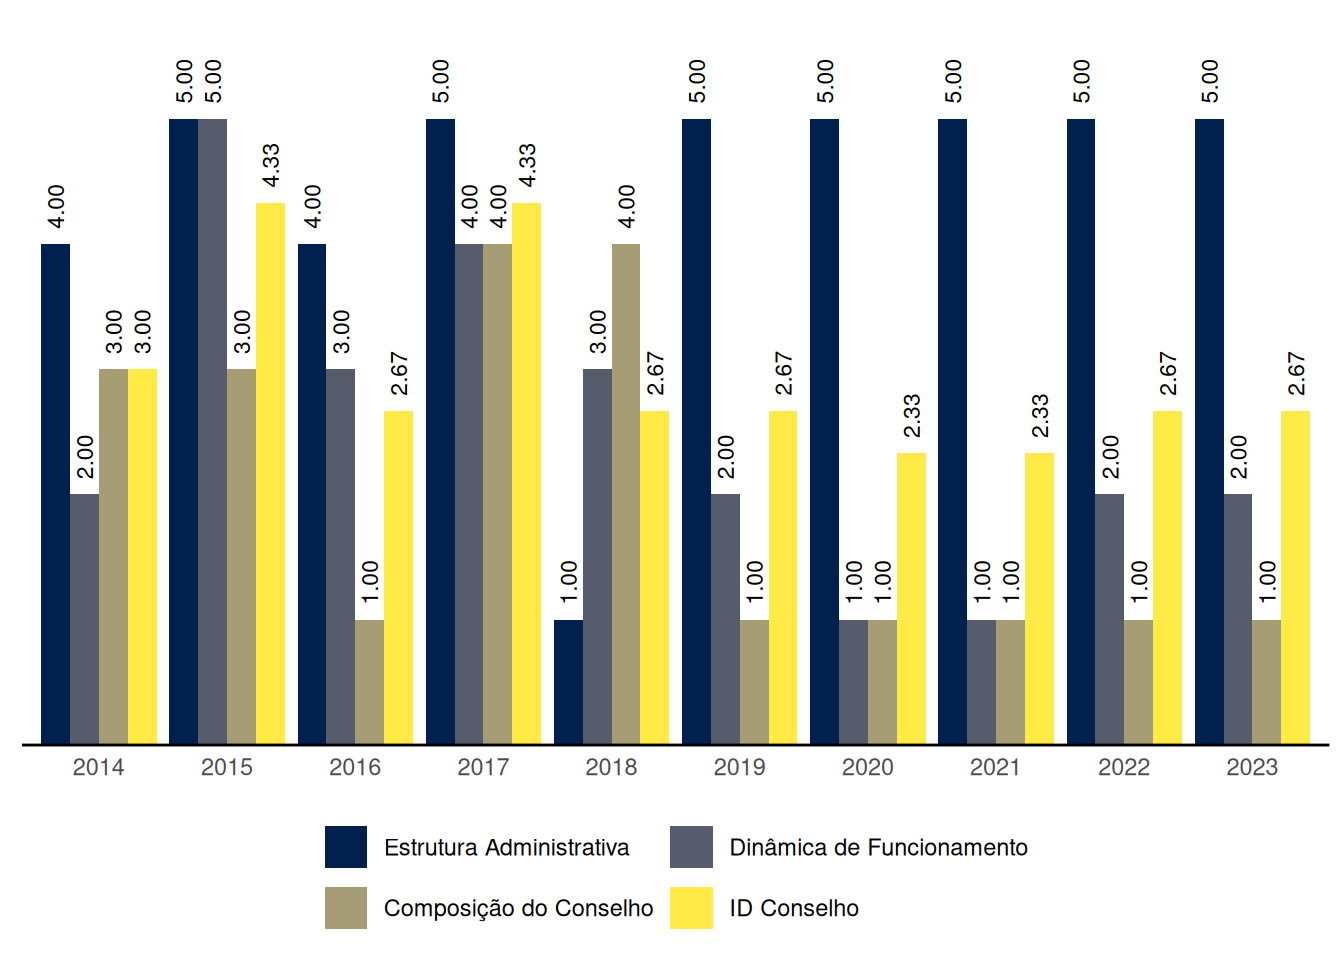 4.00 2.00 3.00 3.00
5.00 5.00 3.00 4.33
4.00 3.00 1.00 2.67
5.00 4.00 4.00 4.33
1.00 3.00 4.00 2.67
5.00 2.00 1.00 2.67
5.00 1.00 1.00 2.33
5.00 1.00 1.00 2.33
5.00 2.00 1.00 2.67
5.00 2.00 1.00 2.67
2014 2015 2016 2017 2018 2019 2020 2021 2022 2023
Estrutura Administrativa Dinâmica de Funcionamento
Composição do Conselho ID Conselho